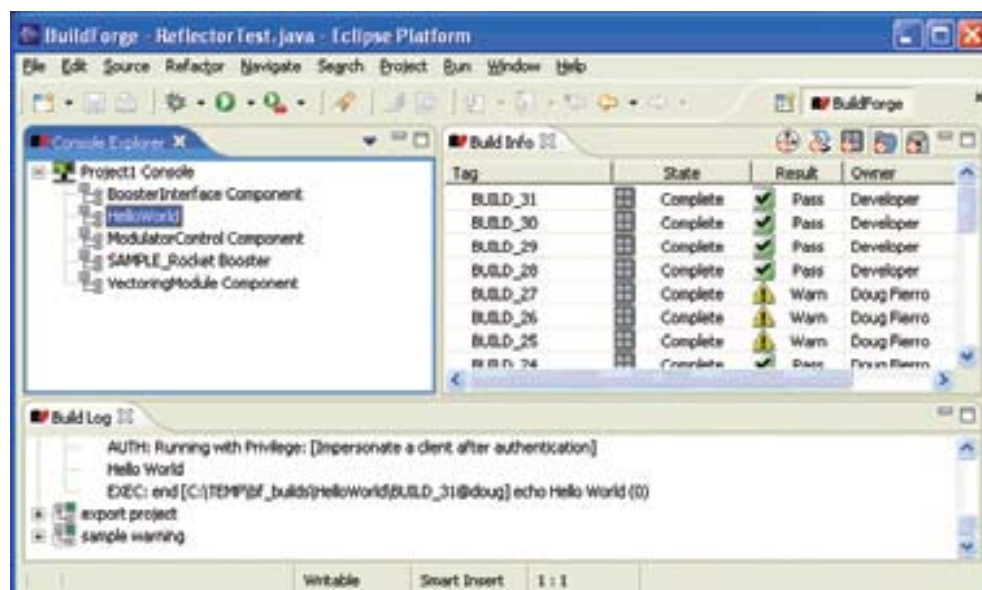 BuildForge - ReflectorTest.java - Eclipse Platform
File Edit Source Refactor Navigate Search Project Run Window Help
BuildForge
Console Explorer
Project1 Console
BoosterInterface Component
HelloWorld
ModulatorControl Component
SAMPLE_Rocket Booster
VectoringModule Component
Build Info
Tag State Result Owner
BUILD_31 Complete Pass Developer
BUILD_30 Complete Pass Developer
BUILD_29 Complete Pass Developer
BUILD_28 Complete Pass Developer
BUILD_27 Complete Warn Doug Fierro
BUILD_26 Complete Warn Doug Fierro
BUILD_25 Complete Warn Doug Fierro
BUILD_24 Complete Pass Doug Fierro
Build Log
AUTH: Running with Privilege: [Impersonate a client after authentication]
Hello World
EXEC: end [C:\TEMP\bf_builds\HelloWorld\BUILD_31@doug] echo Hello World (0)
export project
sample warning
Writable Smart Insert 1 : 1